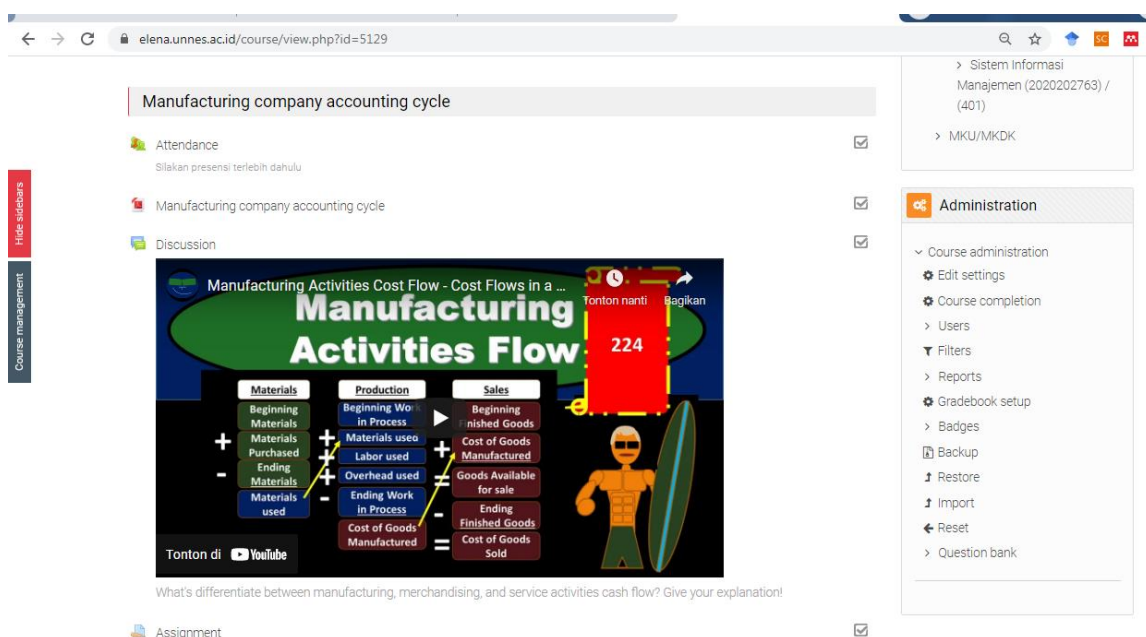 elena.unnes.ac.id/course/view.php?id=5129
SC
Hide sidebars
Course management
Manufacturing company accounting cycle
Attendance
Silakan presensi terlebih dahulu
Manufacturing company accounting cycle
Discussion
Manufacturing Activities Cost Flow - Cost Flows in a ...
Tonton nanti
Bagikan
Manufacturing
Activities Flow
224
Materials
Beginning
Materials
+ Materials
Purchased
- Ending
Materials
Materials
used
Production
Beginning Work
in Process
+ Materials used
+ Labor used
+ Overhead used
- Ending Work
in Process
Cost of Goods
Manufactured
Sales
Beginning
Finished Goods
+ Cost of Goods
Manufactured
= Goods Available
for sale
- Ending
Finished Goods
= Cost of Goods
Sold
Tonton di YouTube
What's differentiate between manufacturing, merchandising, and service activities cash flow? Give your explanation!
Assignment
> Sistem Informasi
Manajemen (2020202763) /
(401)
> MKU/MKDK
Administration
Course administration
Edit settings
Course completion
> Users
Filters
> Reports
Gradebook setup
> Badges
Backup
Restore
Import
Reset
> Question bank